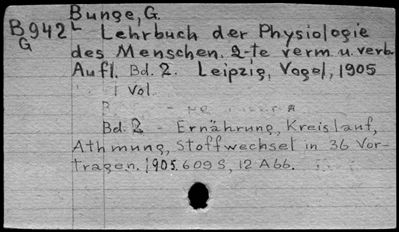 Bunge, G.
B942 L Lehrbuch der Physiologie
G
des Menschen. 2-te verm. u. verb.
Aufl. Bd. 2. Leipzig, Vogel, 1905
1 Vol.
Bd. 2 - Ernährung, Kreislauf,
Athmung, Stoffwechsel in 36 Vor-
tragen. 1905. 609 S, 12 Abb.